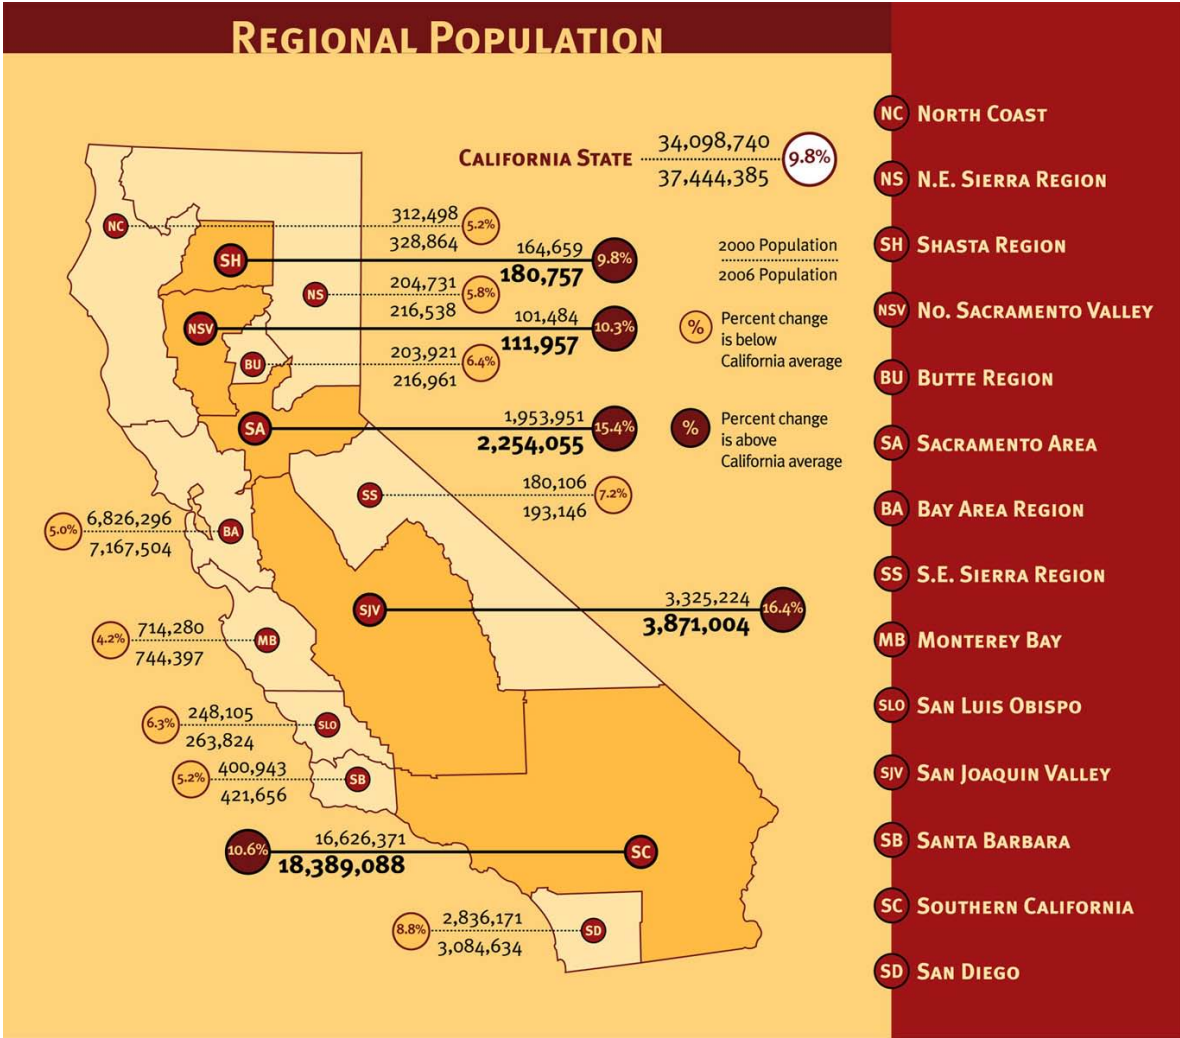 REGIONAL POPULATION
CALIFORNIA STATE
34,098,740
37,444,385
9.8%
2000 Population
2006 Population
%
Percent change
is below
California average
%
Percent change
is above
California average
NC
312,498
328,864
5.2%
SH
164,659
180,757
9.8%
NS
204,731
216,538
5.8%
NSV
101,484
111,957
10.3%
BU
203,921
216,961
6.4%
SA
1,953,951
2,254,055
15.4%
SS
180,106
193,146
7.2%
5.0%
6,826,296
7,167,504
BA
SJV
3,325,224
3,871,004
16.4%
4.2%
714,280
744,397
MB
6.3%
248,105
263,824
SLO
5.2%
400,943
421,656
SB
10.6%
16,626,371
18,389,088
SC
8.8%
2,836,171
3,084,634
SD
NC NORTH COAST
NS N.E. SIERRA REGION
SH SHASTA REGION
NSV NO. SACRAMENTO VALLEY
BU BUTTE REGION
SA SACRAMENTO AREA
BA BAY AREA REGION
SS S.E. SIERRA REGION
MB MONTEREY BAY
SLO SAN LUIS OBISPO
SJV SAN JOAQUIN VALLEY
SB SANTA BARBARA
SC SOUTHERN CALIFORNIA
SD SAN DIEGO